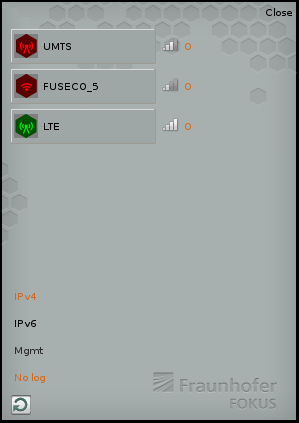 Close
UMTS 0
FUSECO_5 0
LTE 0
IPv4
IPv6
Mgmt
No log
Fraunhofer
FOKUS